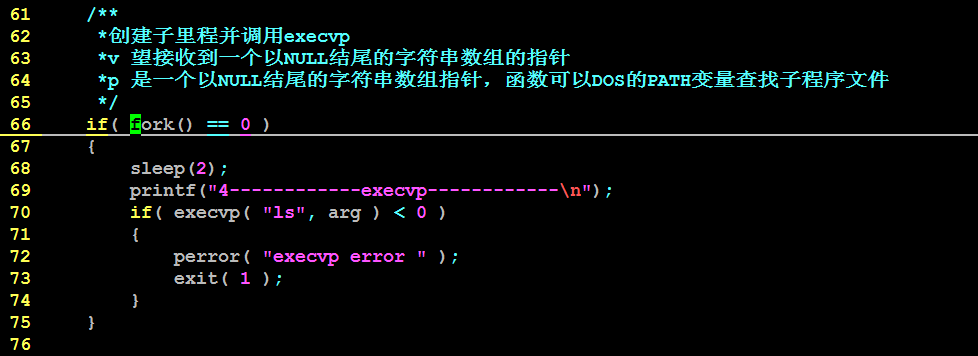 61 /**
62 *创建子里程并调用execvp
63 *v 望接收到一个以NULL结尾的字符串数组的指针
64 *p 是一个以NULL结尾的字符串数组指针，函数可以DOS的PATH变量查找子程序文件
65 */
66 if( fork() == 0 )
67 {
68 sleep(2);
69 printf("4------------execvp------------\n");
70 if( execvp( "ls", arg ) < 0 )
71 {
72 perror( "execvp error " );
73 exit( 1 );
74 }
75 }
76